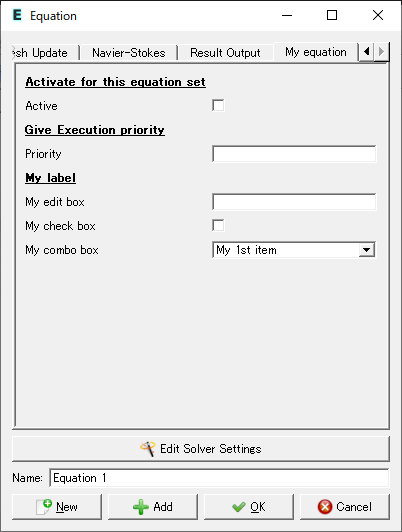 Equation
esh Update Navier-Stokes Result Output My equation
Activate for this equation set
Active
Give Execution priority
Priority
My label
My edit box
My check box
My combo box My 1st item
Edit Solver Settings
Name: Equation 1
New Add OK Cancel